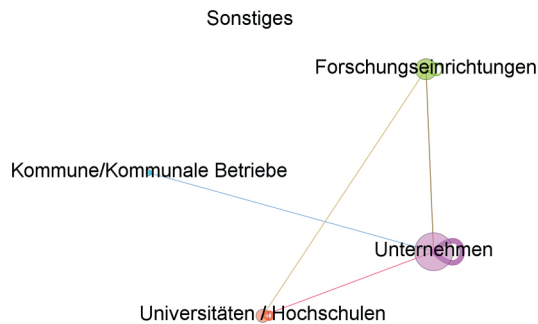 Sonstiges
Forschungseinrichtungen
Kommune/Kommunale Betriebe
Unternehmen
Universitäten / Hochschulen